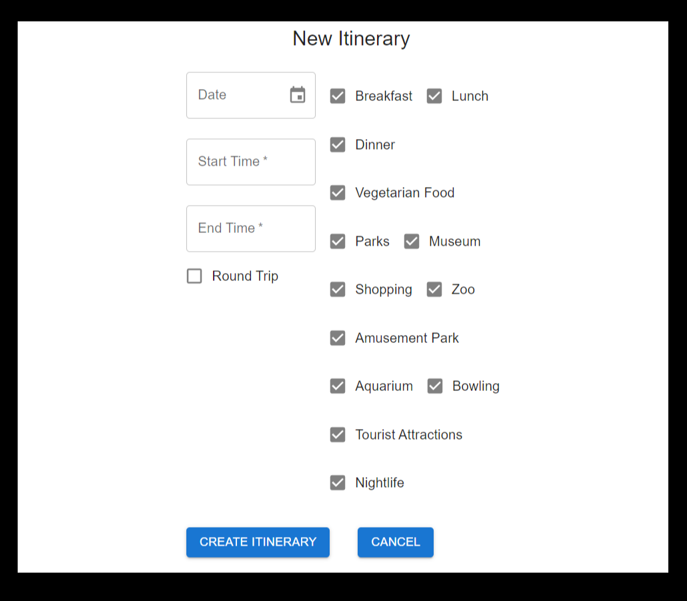 New Itinerary
Date
Breakfast Lunch
Start Time *
Dinner
Vegetarian Food
End Time *
Parks Museum
Round Trip
Shopping Zoo
Amusement Park
Aquarium Bowling
Tourist Attractions
Nightlife
CREATE ITINERARY CANCEL